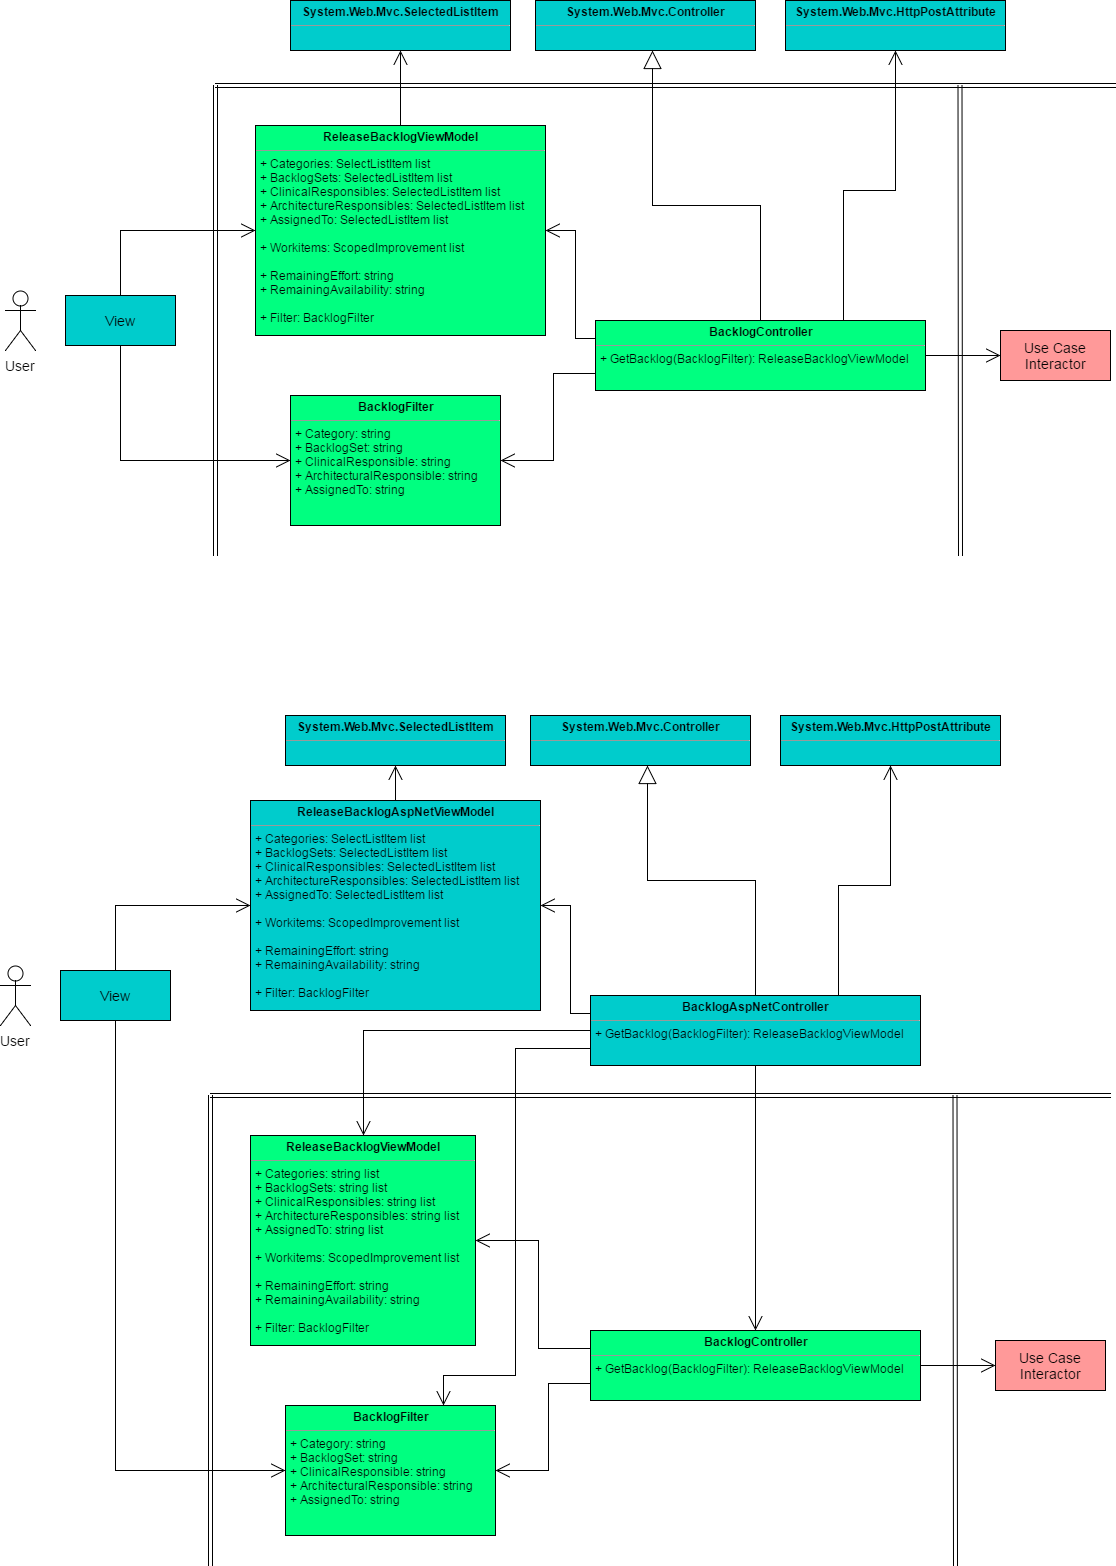 System.Web.Mvc.SelectedListItem
System.Web.Mvc.Controller
System.Web.Mvc.HttpPostAttribute
ReleaseBacklogViewModel
+ Categories: SelectListItem list
+ BacklogSets: SelectedListItem list
+ ClinicalResponsibles: SelectedListItem list
+ ArchitectureResponsibles: SelectedListItem list
+ AssignedTo: SelectedListItem list
+ Workitems: ScopedImprovement list
+ RemainingEffort: string
+ RemainingAvailability: string
+ Filter: BacklogFilter
View
User
BacklogController
+ GetBacklog(BacklogFilter): ReleaseBacklogViewModel
Use Case
Interactor
BacklogFilter
+ Category: string
+ BacklogSet: string
+ ClinicalResponsible: string
+ ArchitecturalResponsible: string
+ AssignedTo: string
System.Web.Mvc.SelectedListItem
System.Web.Mvc.Controller
System.Web.Mvc.HttpPostAttribute
ReleaseBacklogAspNetViewModel
+ Categories: SelectListItem list
+ BacklogSets: SelectedListItem list
+ ClinicalResponsibles: SelectedListItem list
+ ArchitectureResponsibles: SelectedListItem list
+ AssignedTo: SelectedListItem list
+ Workitems: ScopedImprovement list
+ RemainingEffort: string
+ RemainingAvailability: string
+ Filter: BacklogFilter
View
User
BacklogAspNetController
+ GetBacklog(BacklogFilter): ReleaseBacklogViewModel
ReleaseBacklogViewModel
+ Categories: string list
+ BacklogSets: string list
+ ClinicalResponsibles: string list
+ ArchitectureResponsibles: string list
+ AssignedTo: string list
+ Workitems: ScopedImprovement list
+ RemainingEffort: string
+ RemainingAvailability: string
+ Filter: BacklogFilter
BacklogController
+ GetBacklog(BacklogFilter): ReleaseBacklogViewModel
Use Case
Interactor
BacklogFilter
+ Category: string
+ BacklogSet: string
+ ClinicalResponsible: string
+ ArchitecturalResponsible: string
+ AssignedTo: string